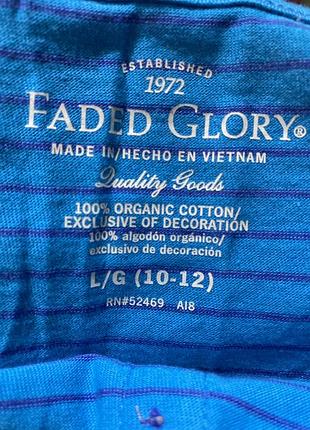 ESTABLISHED
1972
FADED GLORY®
MADE IN/HECHO EN VIETNAM
Quality Goods
100% ORGANIC COTTON/
EXCLUSIVE OF DECORATION
100% algodón orgánico/
exclusivo de decoración
L/G (10-12)
RN#52469 AI8